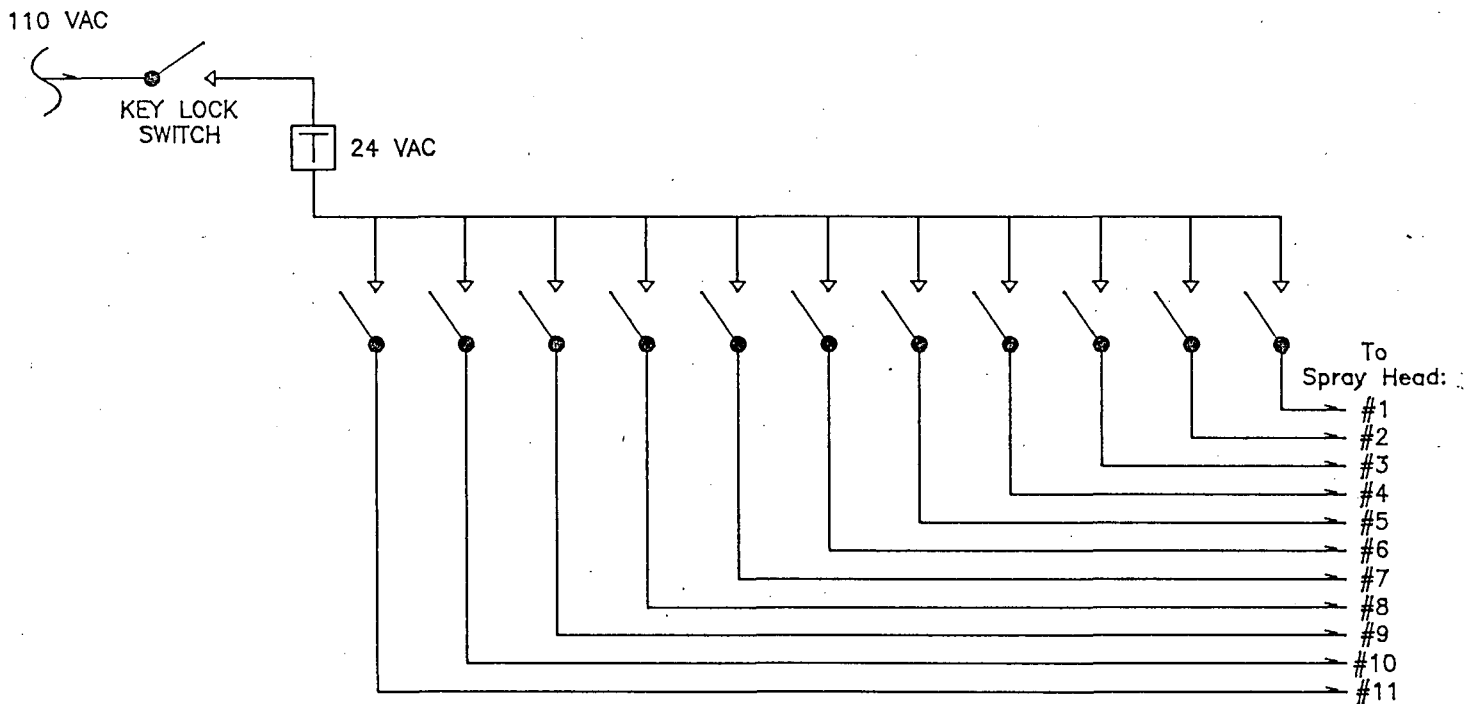 110 VAC
KEY LOCK
SWITCH
T
24 VAC
To
Spray Head:
#1
#2
#3
#4
#5
#6
#7
#8
#9
#10
#11